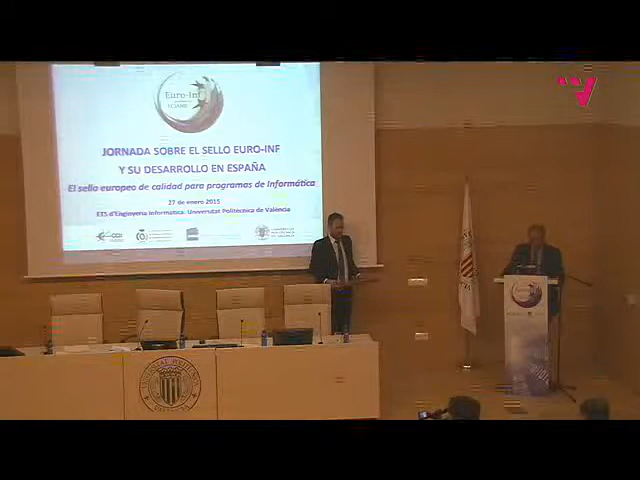 Euro-Inf
JORNADA SOBRE EL SELLO EURO-INF
Y SU DESARROLLO EN ESPAÑA
El sello europeo de calidad para programas de Informática
27 de enero 2015
ETS d'Enginyeria Informàtica. Universitat Politècnica de València